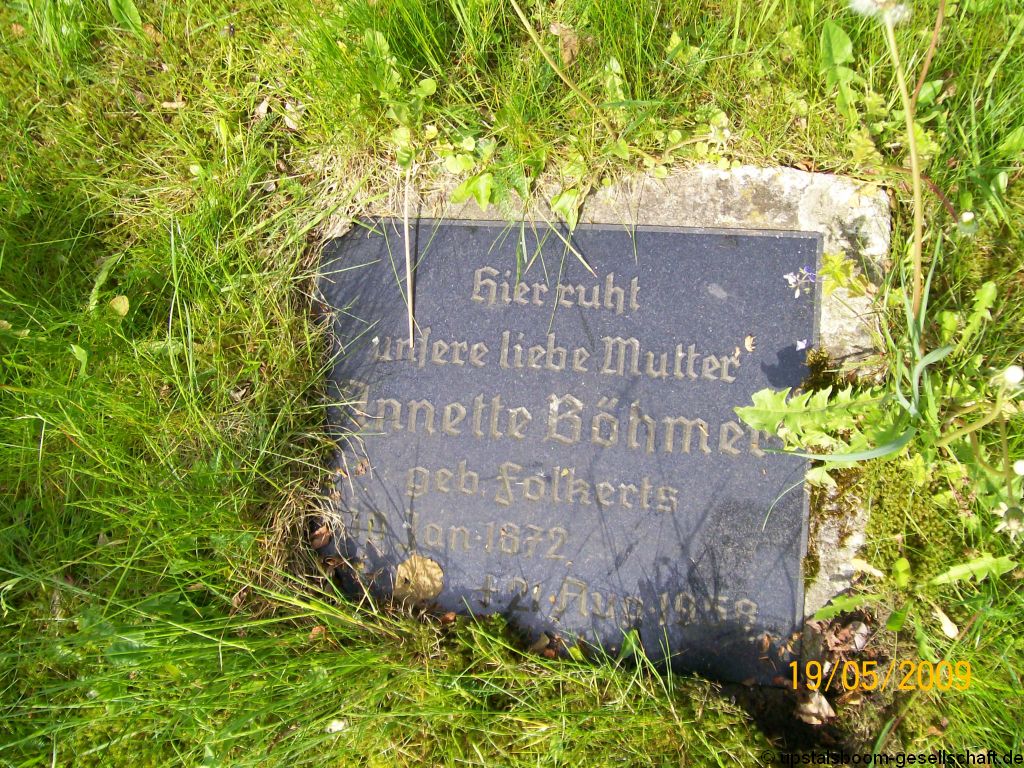 Hier ruht
unsere liebe Mutter
Annette Böhmer
geb. Folkerts
Jan. 1872
† 21. Aug. 1958
19/05/2009
© upstalsboom-gesellschaft.de